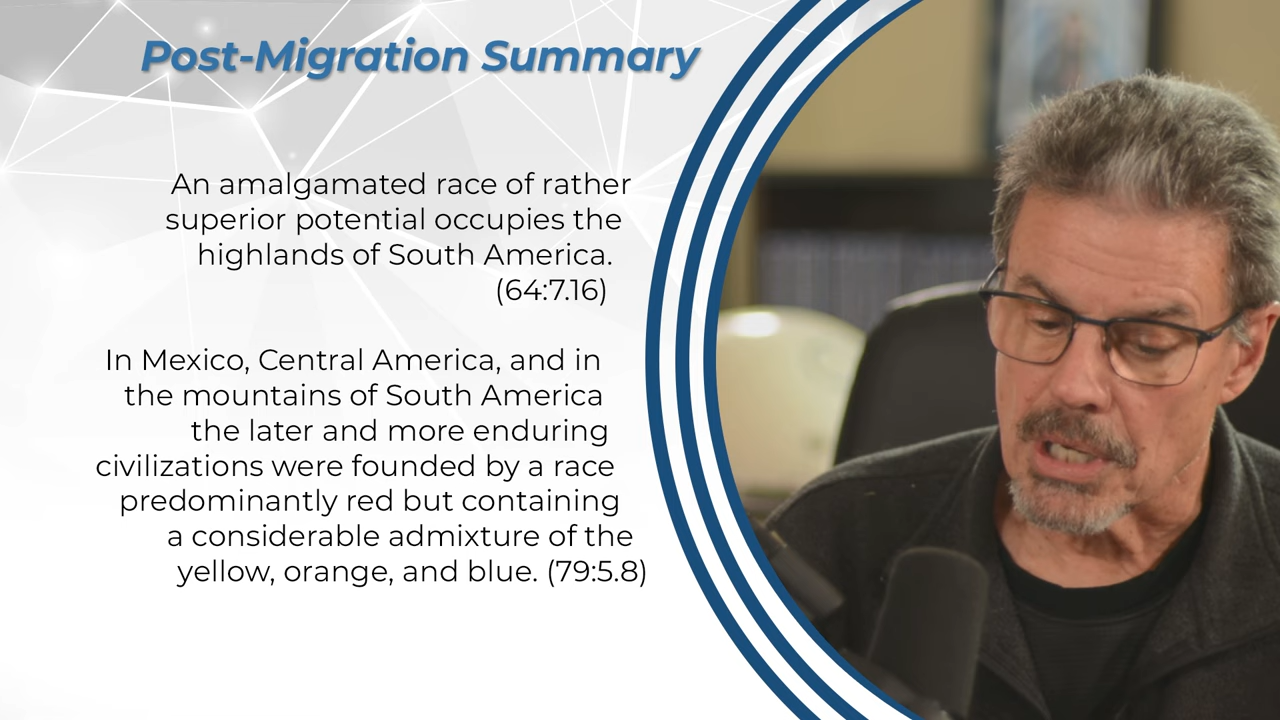 Post-Migration Summary
An amalgamated race of rather
superior potential occupies the
highlands of South America.
(64:7.16)
In Mexico, Central America, and in
the mountains of South America
the later and more enduring
civilizations were founded by a race
predominantly red but containing
a considerable admixture of the
yellow, orange, and blue. (79:5.8)